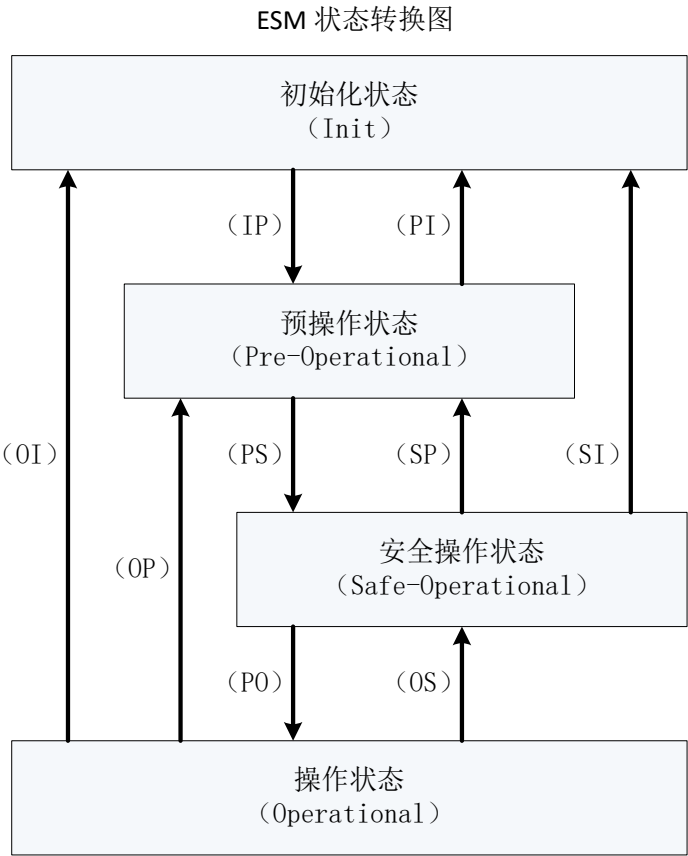 ESM 状态转换图
初始化状态
（Init）
（IP）
（PI）
预操作状态
（Pre-Operational）
（OI）
（PS）
（SP）
（SI）
安全操作状态
（Safe-Operational）
（OP）
（PO）
（OS）
操作状态
（Operational）